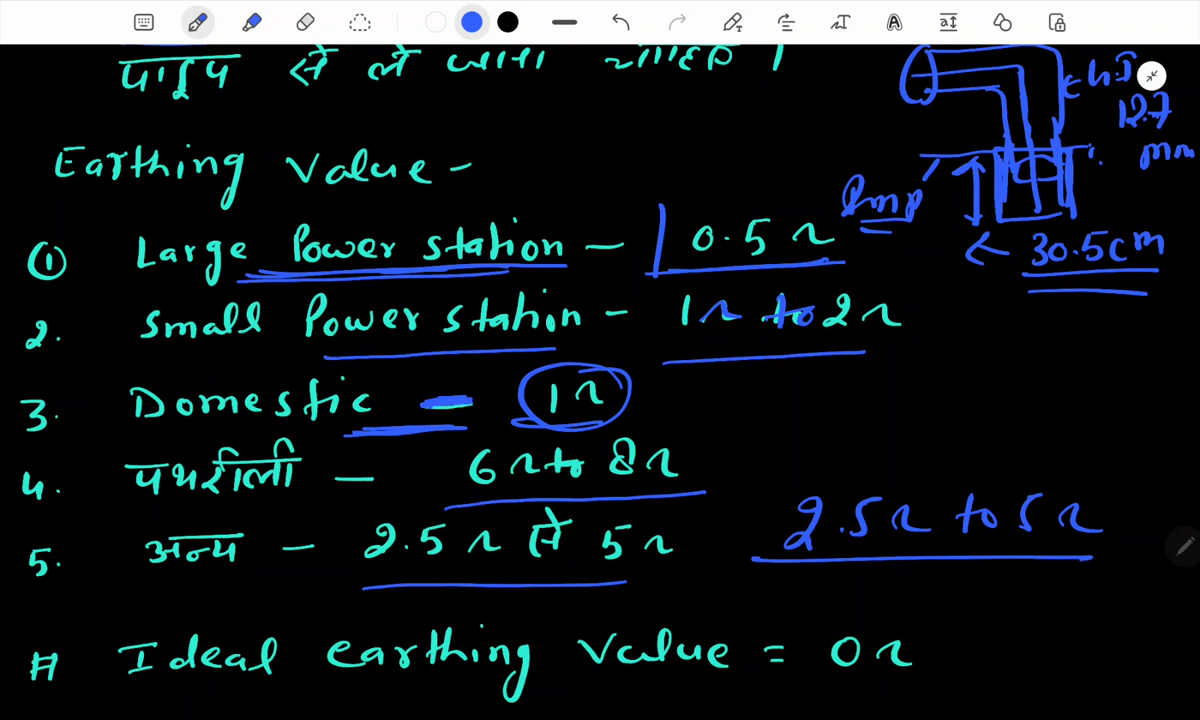 पाइप से ले जाना चाहिए।
Earthing Value -
① Large Power station - 0.5 Ω
2. Small Power station - 1Ω to 2Ω
3. Domestic = 1Ω
4. पथरीली - 6Ω to 8Ω
5. अन्य - 2.5Ω से 5Ω
2.5Ω to 5Ω
# Ideal earthing value = 0Ω
G.I
12.7
mm
Imp
30.5cm